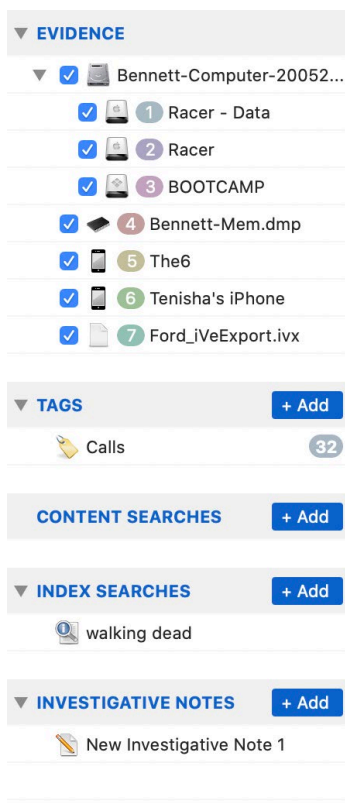 EVIDENCE
Bennett-Computer-20052...
1 Racer - Data
2 Racer
3 BOOTCAMP
4 Bennett-Mem.dmp
5 The6
6 Tenisha's iPhone
7 Ford_iVeExport.ivx
TAGS + Add
Calls 32
CONTENT SEARCHES + Add
INDEX SEARCHES + Add
walking dead
INVESTIGATIVE NOTES + Add
New Investigative Note 1